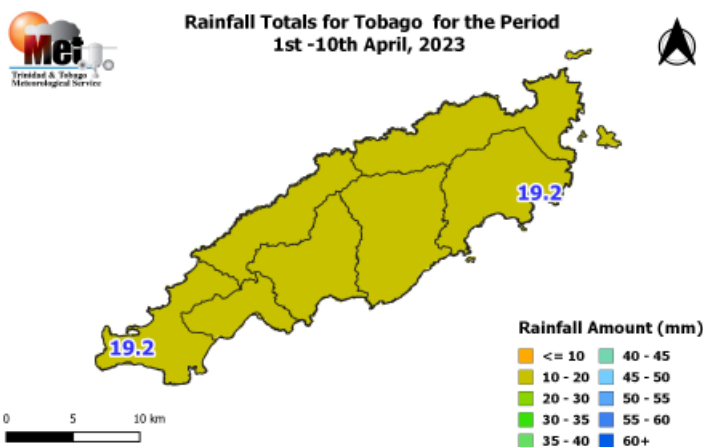 Met
Trinidad & Tobago
Meteorological Service
Rainfall Totals for Tobago for the Period
1st -10th April, 2023
19.2
19.2
Rainfall Amount (mm)
<= 10 40 - 45
10 - 20 45 - 50
20 - 30 50 - 55
30 - 35 55 - 60
35 - 40 60+
0 5 10 km